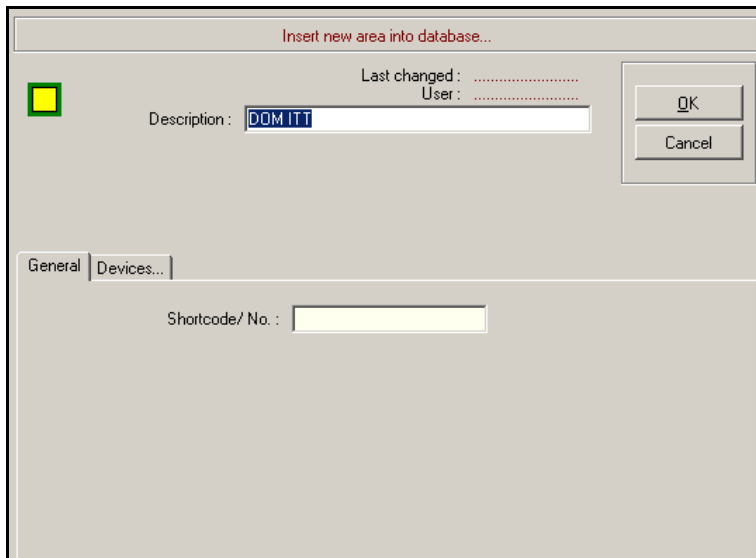 Insert new area into database...
Last changed : .........................
User : .........................
Description : DOM ITT
OK
Cancel
General Devices...
Shortcode/ No. :